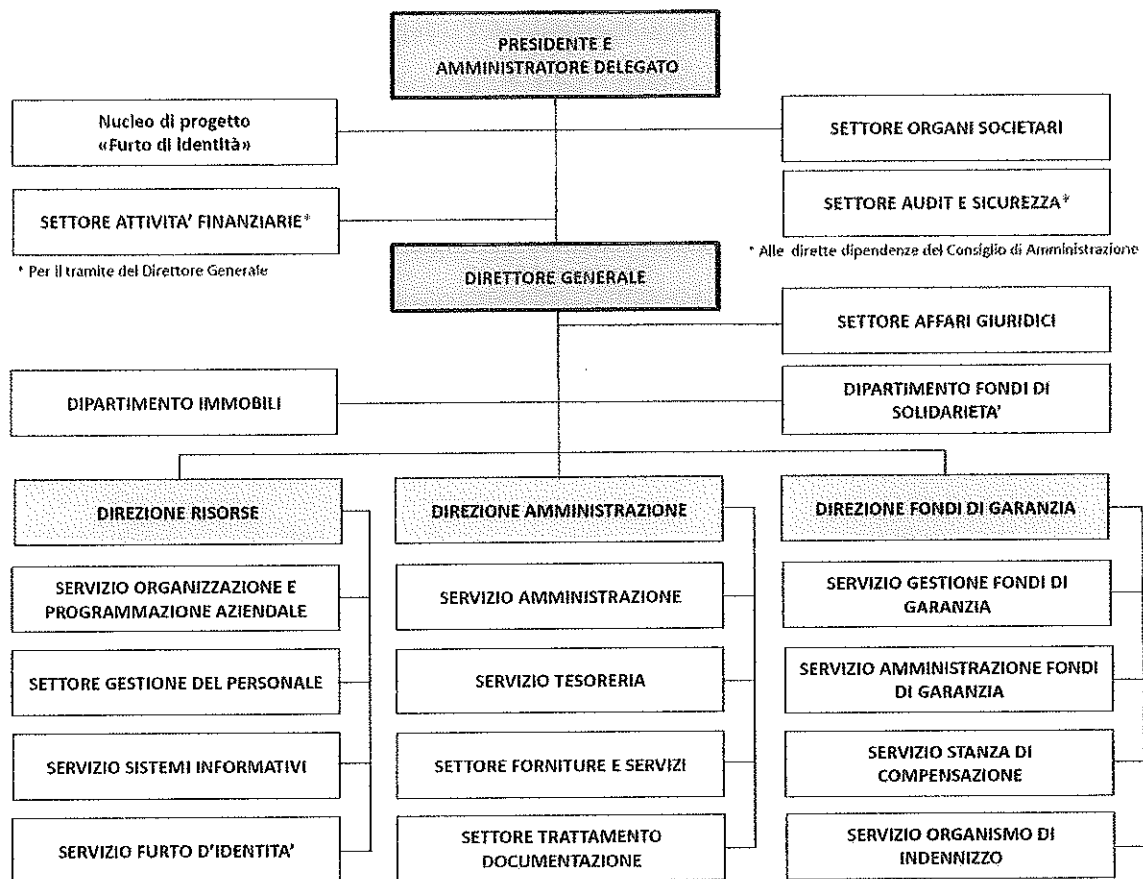 PRESIDENTE E
AMMINISTRATORE DELEGATO
Nucleo di progetto
«Furto di identità»
SETTORE ORGANI SOCIETARI
SETTORE ATTIVITA' FINANZIARIE*
SETTORE AUDIT E SICUREZZA*
* Per il tramite del Direttore Generale
* Alle dirette dipendenze del Consiglio di Amministrazione
DIRETTORE GENERALE
SETTORE AFFARI GIURIDICI
DIPARTIMENTO IMMOBILI
DIPARTIMENTO FONDI DI
SOLIDARIETA'
DIREZIONE RISORSE
DIREZIONE AMMINISTRAZIONE
DIREZIONE FONDI DI GARANZIA
SERVIZIO ORGANIZZAZIONE E
PROGRAMMAZIONE AZIENDALE
SERVIZIO AMMINISTRAZIONE
SERVIZIO GESTIONE FONDI DI
GARANZIA
SETTORE GESTIONE DEL PERSONALE
SERVIZIO TESORERIA
SERVIZIO AMMINISTRAZIONE FONDI
DI GARANZIA
SERVIZIO SISTEMI INFORMATIVI
SETTORE FORNITURE E SERVIZI
SERVIZIO STANZA DI
COMPENSAZIONE
SERVIZIO FURTO D'IDENTITA'
SETTORE TRATTAMENTO
DOCUMENTAZIONE
SERVIZIO ORGANISMO DI
INDENNIZZO